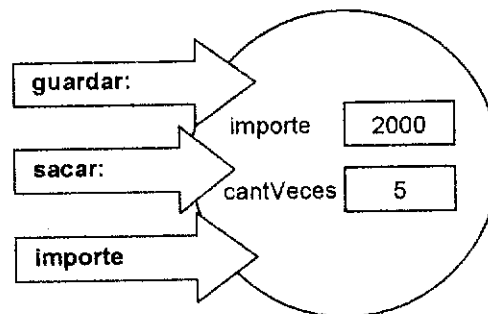 guardar:
importe 2000
sacar:
cantVeces 5
importe